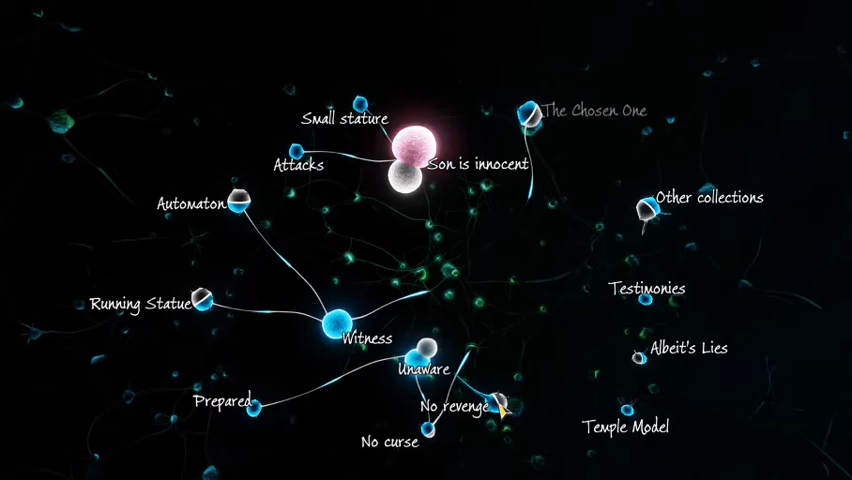 The Chosen One
Small stature
Son is innocent
Attacks
Other collections
Automaton
Testimonies
Running Statue
Witness
Albeit's Lies
Unaware
Prepared
No revenge
Temple Model
No curse